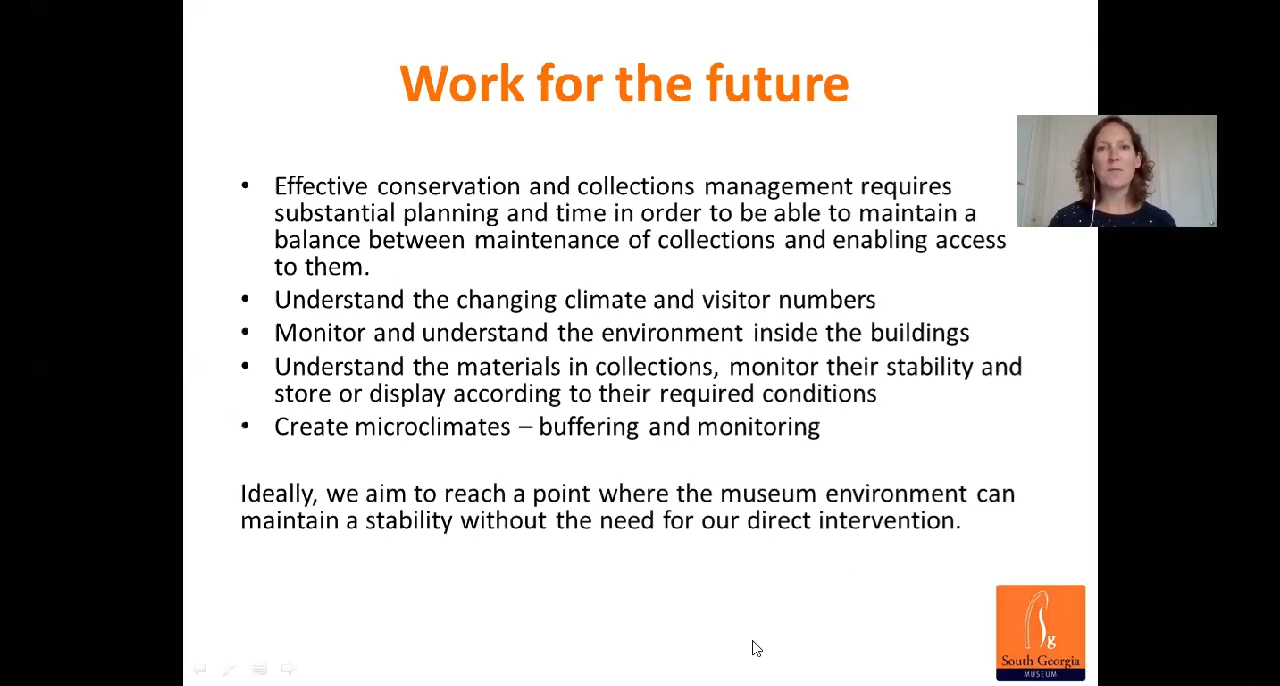 Work for the future
• Effective conservation and collections management requires
substantial planning and time in order to be able to maintain a
balance between maintenance of collections and enabling access
to them.
• Understand the changing climate and visitor numbers
• Monitor and understand the environment inside the buildings
• Understand the materials in collections, monitor their stability and
store or display according to their required conditions
• Create microclimates – buffering and monitoring
Ideally, we aim to reach a point where the museum environment can
maintain a stability without the need for our direct intervention.
Sg
South Georgia
MUSEUM